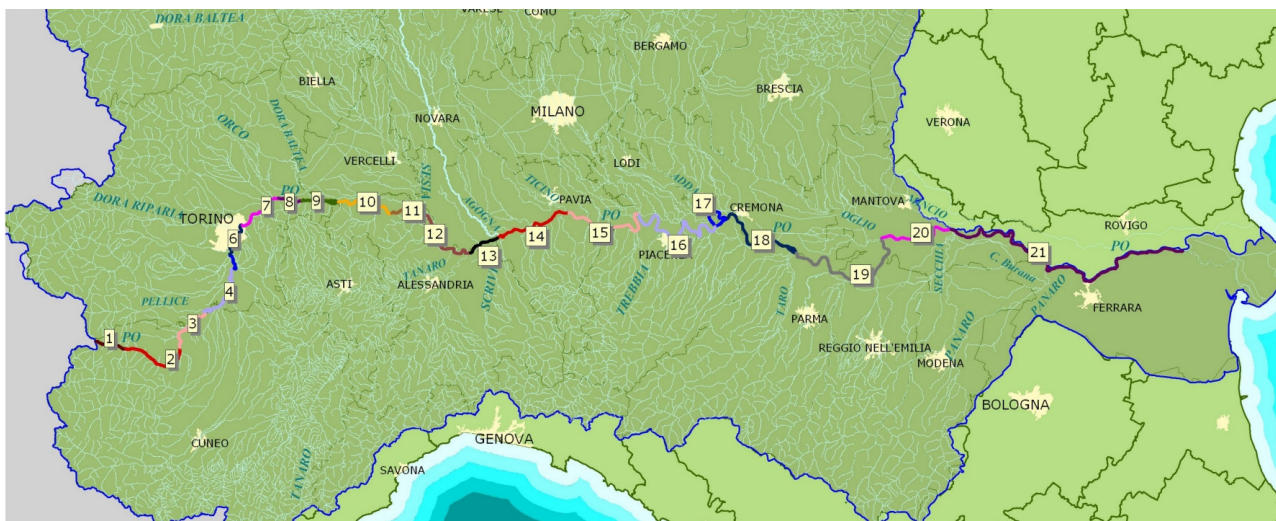 VARESE
COMO
DORA BALTEA
BERGAMO
BIELLA
BRESCIA
NOVARA
MILANO
VERONA
ORCO
DORA BALTEA
VERCELLI
LODI
SESIA
DORA RIPARIA
PO
7
8
9
10
11
TICINO
PAVIA
ADDA
17
CREMONA
MANTOVA
MINCIO
TORINO
6
12
AGOGNA
14
15
PO
16
PIACENZA
18
PO
OGLIO
20
ROVIGO
13
TANARO
SCRIVIA
ALESSANDRIA
ASTI
TREBBIA
19
SECCHIA
21
C. Burana
PANARO
PO
FERRARA
4
PELLICE
3
1
PO
2
TARO
PARMA
REGGIO NELL'EMILIA
PANARO
MODENA
BOLOGNA
CUNEO
GENOVA
SAVONA
TANARO